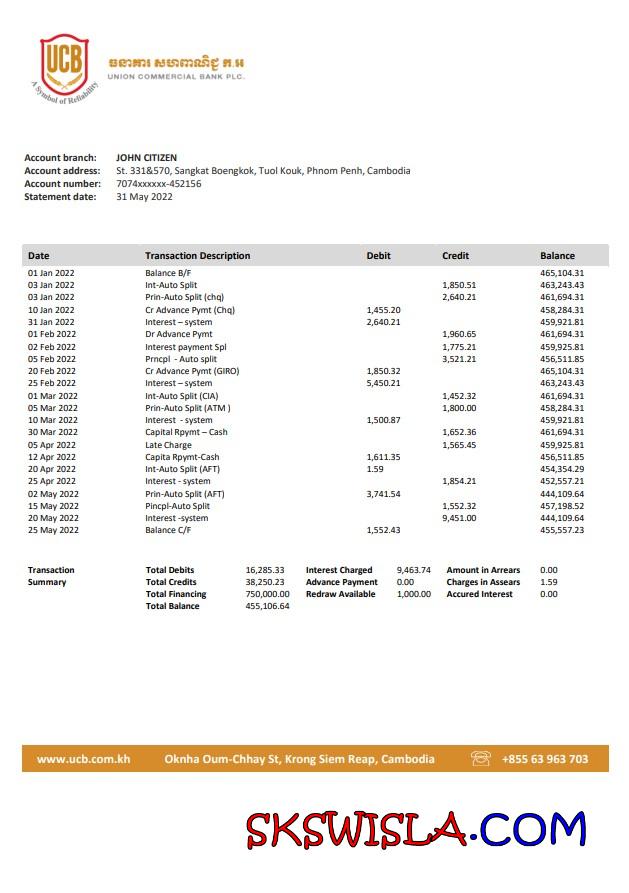 UCB
A Symbol of Reliability
ធនាគារ សហពាណិជ្ជ ភ.អ
UNION COMMERCIAL BANK PLC.
Account branch: JOHN CITIZEN
Account address: St. 331&570, Sangkat Boengkok, Tuol Kouk, Phnom Penh, Cambodia
Account number: 7074xxxxxx-452156
Statement date: 31 May 2022
Date Transaction Description Debit Credit Balance
01 Jan 2022 Balance B/F 465,104.31
03 Jan 2022 Int-Auto Split 1,850.51 463,243.43
03 Jan 2022 Prin-Auto Split (chq) 2,640.21 461,694.31
10 Jan 2022 Cr Advance Pymt (Chq) 1,455.20 458,284.31
31 Jan 2022 Interest – system 2,640.21 459,921.81
01 Feb 2022 Dr Advance Pymt 1,960.65 461,694.31
02 Feb 2022 Interest payment Spl 1,775.21 459,925.81
05 Feb 2022 Prncpl - Auto split 3,521.21 456,511.85
20 Feb 2022 Cr Advance Pymt (GIRO) 1,850.32 465,104.31
25 Feb 2022 Interest – system 5,450.21 463,243.43
01 Mar 2022 Int-Auto Split (CIA) 1,452.32 461,694.31
05 Mar 2022 Prin-Auto Split (ATM ) 1,800.00 458,284.31
10 Mar 2022 Interest - system 1,500.87 459,921.81
30 Mar 2022 Capital Rpymt – Cash 1,652.36 461,694.31
05 Apr 2022 Late Charge 1,565.45 459,925.81
12 Apr 2022 Capita Rpymt-Cash 1,611.35 456,511.85
20 Apr 2022 Int-Auto Split (AFT) 1.59 454,354.29
25 Apr 2022 Interest - system 1,854.21 452,557.21
02 May 2022 Prin-Auto Split (AFT) 3,741.54 444,109.64
15 May 2022 Pincpl-Auto Split 1,552.32 457,198.52
20 May 2022 Interest -system 9,451.00 444,109.64
25 May 2022 Balance C/F 1,552.43 455,557.23
Transaction Total Debits 16,285.33 Interest Charged 9,463.74 Amount in Arrears 0.00
Summary Total Credits 38,250.23 Advance Payment 0.00 Charges in Assears 1.59
Total Financing 750,000.00 Redraw Available 1,000.00 Accured Interest 0.00
Total Balance 455,106.64
www.ucb.com.kh Oknha Oum-Chhay St, Krong Siem Reap, Cambodia +855 63 963 703
SKSWISLA.COM